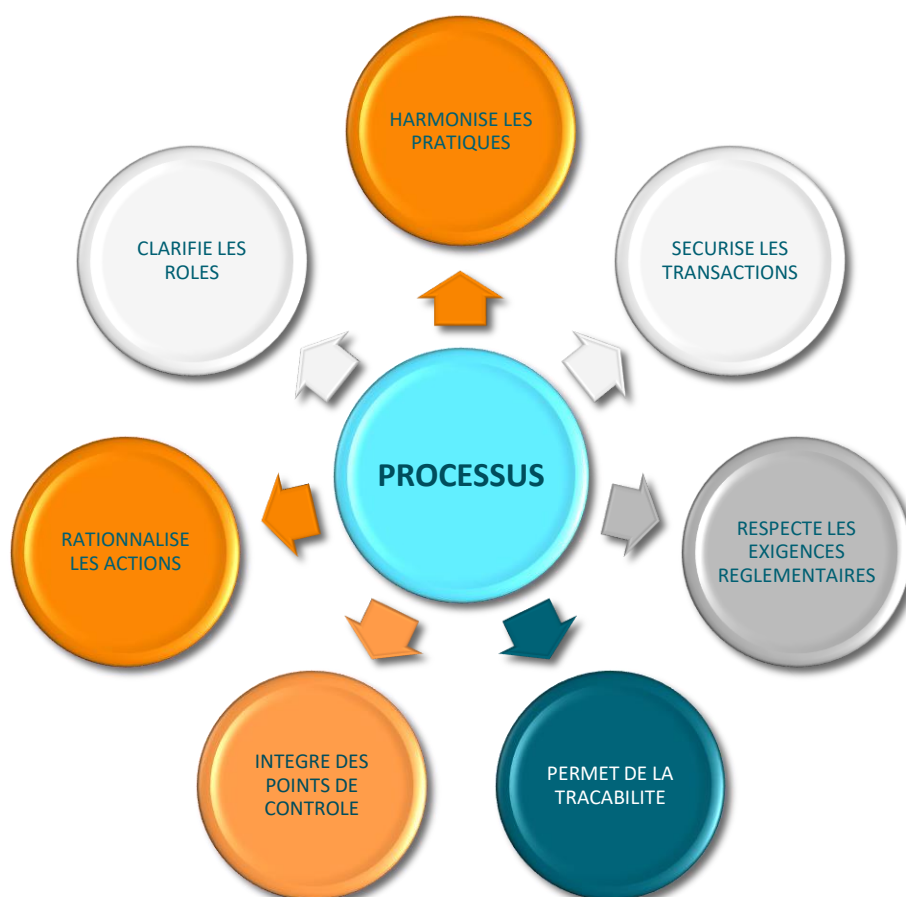 HARMONISE LES
PRATIQUES
SECURISE LES
TRANSACTIONS
RESPECTE LES
EXIGENCES
REGLEMENTAIRES
PERMET DE LA
TRACABILITE
INTEGRE DES
POINTS DE
CONTROLE
RATIONNALISE
LES ACTIONS
CLARIFIE LES
ROLES
PROCESSUS